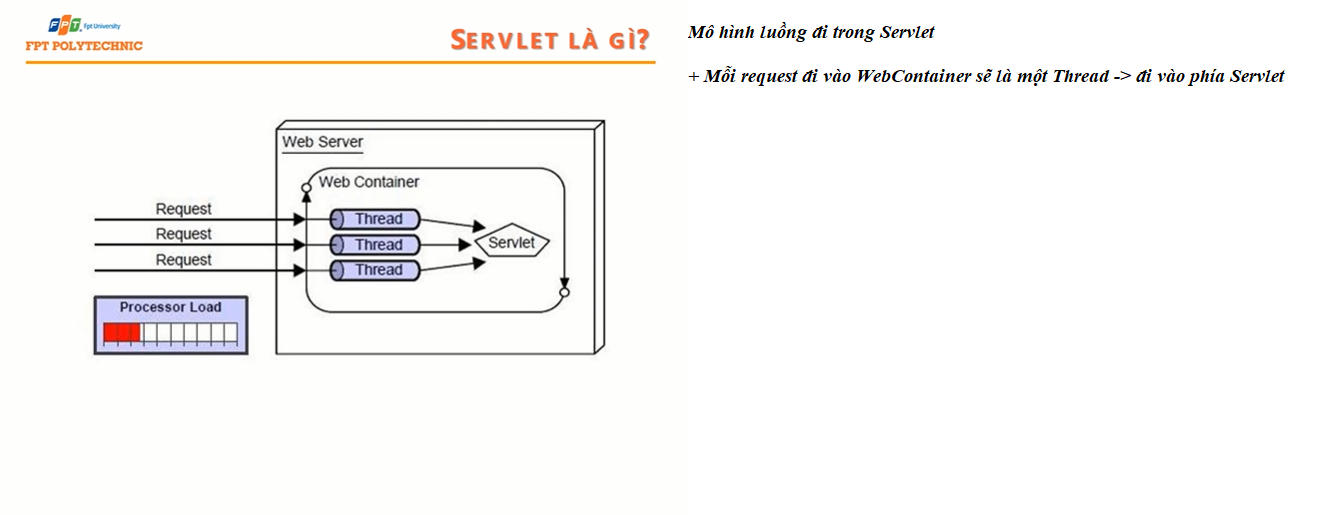 FPT. Fpt University
FPT POLYTECHNIC
SERVLET LÀ GÌ?
Mô hình luồng đi trong Servlet
+ Mỗi request đi vào WebContainer sẽ là một Thread -> đi vào phía Servlet
Web Server
Web Container
Request
Thread
Request
Thread
Servlet
Request
Thread
Processor Load